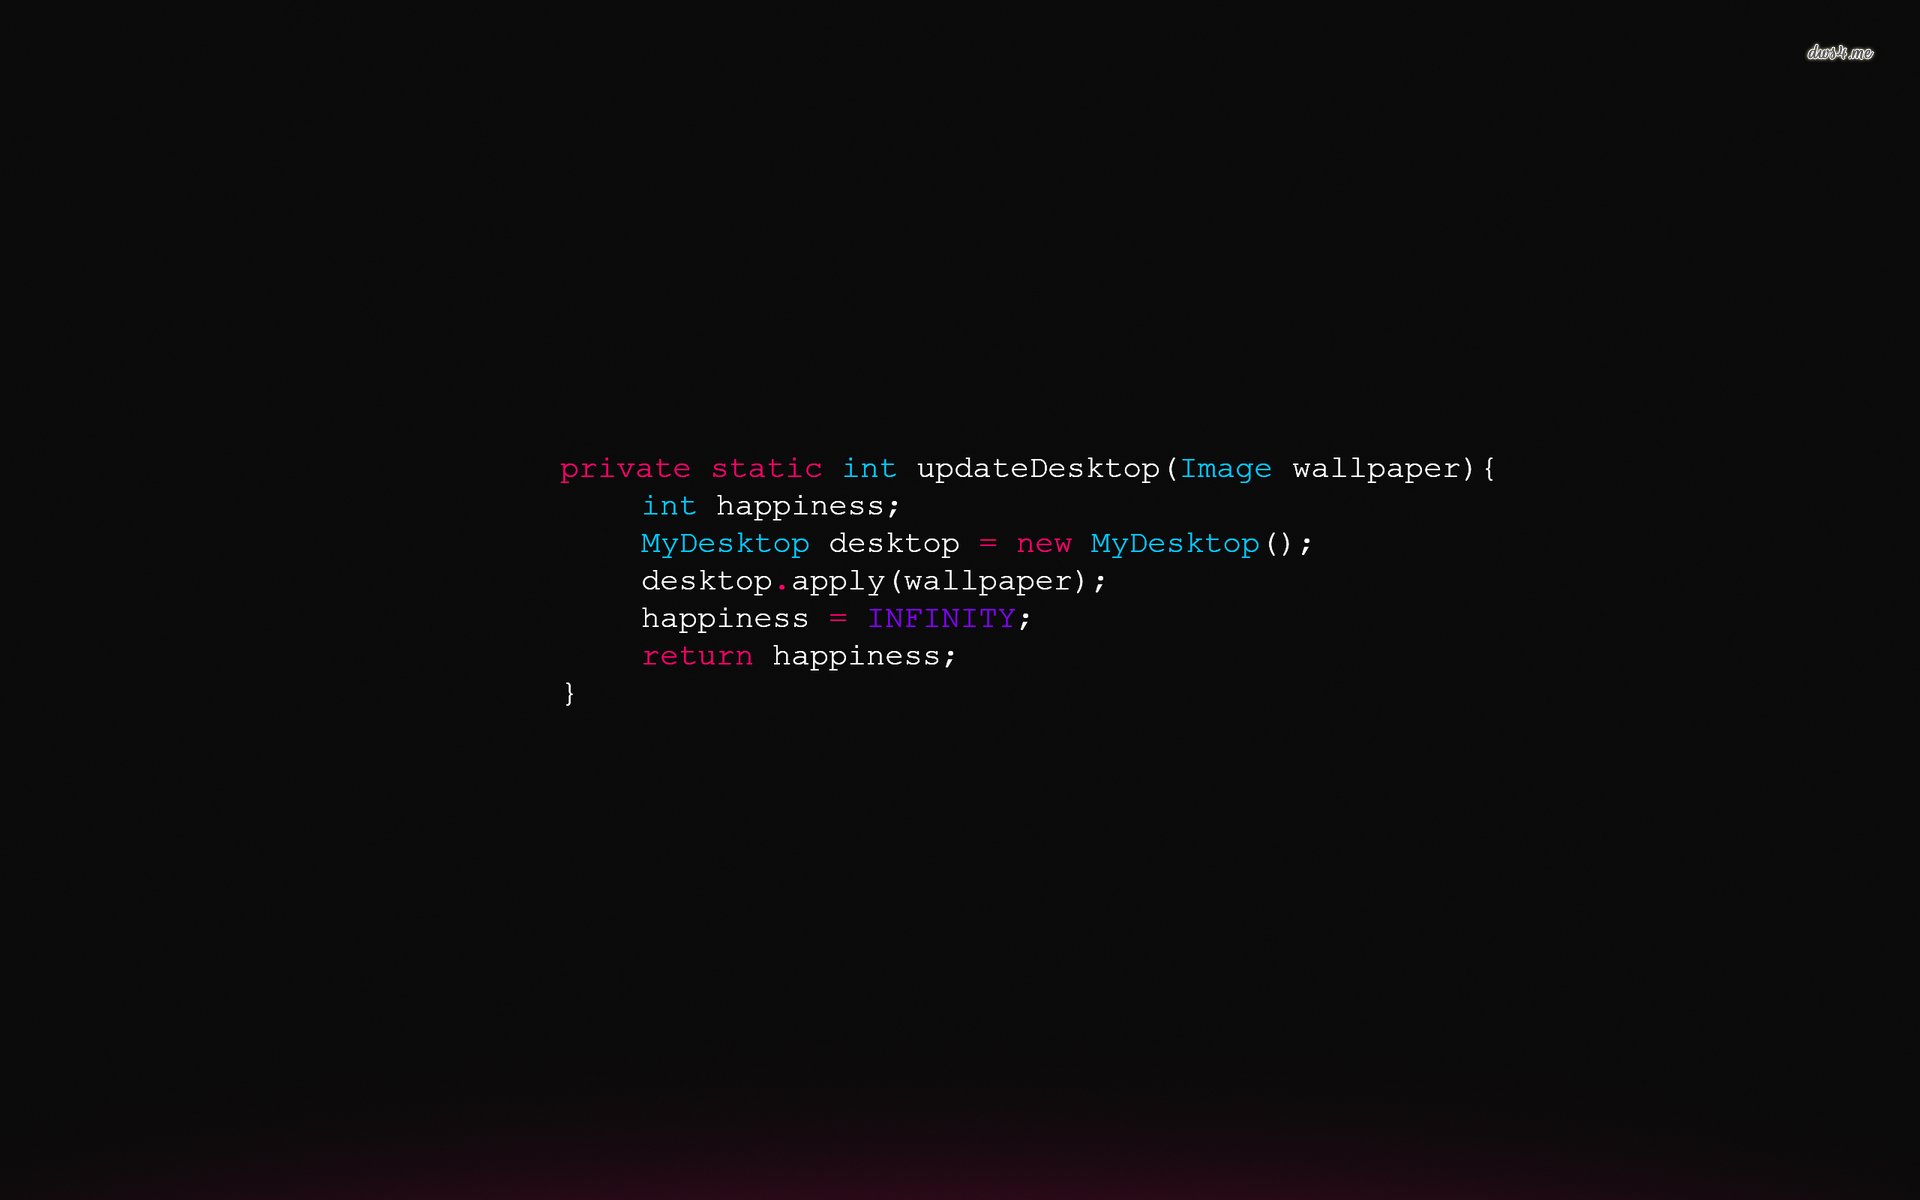 dws4.me
private static int updateDesktop(Image wallpaper){
int happiness;
MyDesktop desktop = new MyDesktop();
desktop.apply(wallpaper);
happiness = INFINITY;
return happiness;
}